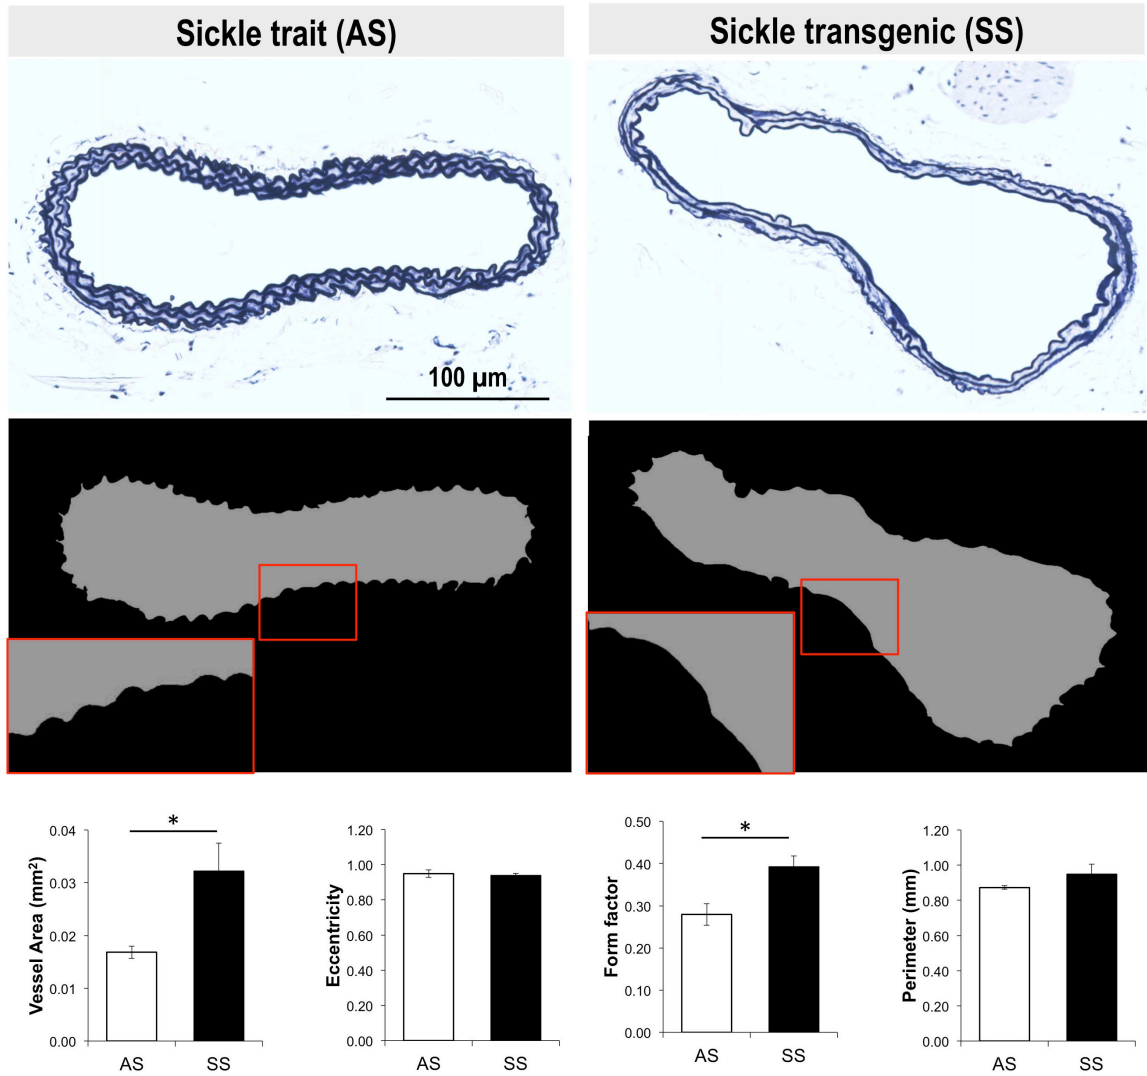 Sickle trait (AS)
Sickle transgenic (SS)
100 µm
Vessel Area (mm²)
0.04
0.03
0.02
0.01
0.00
*
AS
SS
Eccentricity
1.20
1.00
0.80
0.60
0.40
0.20
0.00
AS
SS
Form factor
0.50
0.40
0.30
0.20
0.10
0.00
*
AS
SS
Perimeter (mm)
1.20
1.00
0.80
0.60
0.40
0.20
0.00
AS
SS